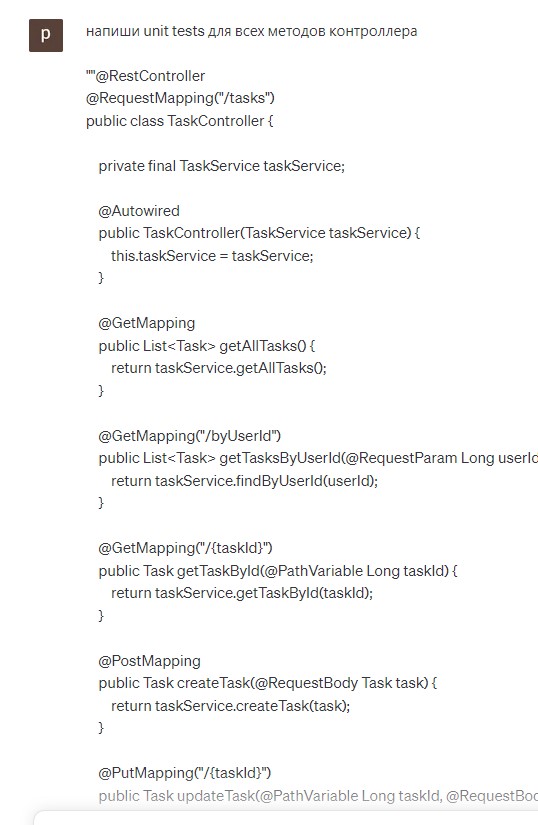 p
напиши unit tests для всех методов контроллера
""@RestController
@RequestMapping("/tasks")
public class TaskController {
private final TaskService taskService;
@Autowired
public TaskController(TaskService taskService) {
this.taskService = taskService;
}
@GetMapping
public List<Task> getAllTasks() {
return taskService.getAllTasks();
}
@GetMapping("/byUserId")
public List<Task> getTasksByUserId(@RequestParam Long userId
return taskService.findByUserId(userId);
}
@GetMapping("/{taskId}")
public Task getTaskById(@PathVariable Long taskId) {
return taskService.getTaskById(taskId);
}
@PostMapping
public Task createTask(@RequestBody Task task) {
return taskService.createTask(task);
}
@PutMapping("/{taskId}")
public Task updateTask(@PathVariable Long taskId, @RequestBod